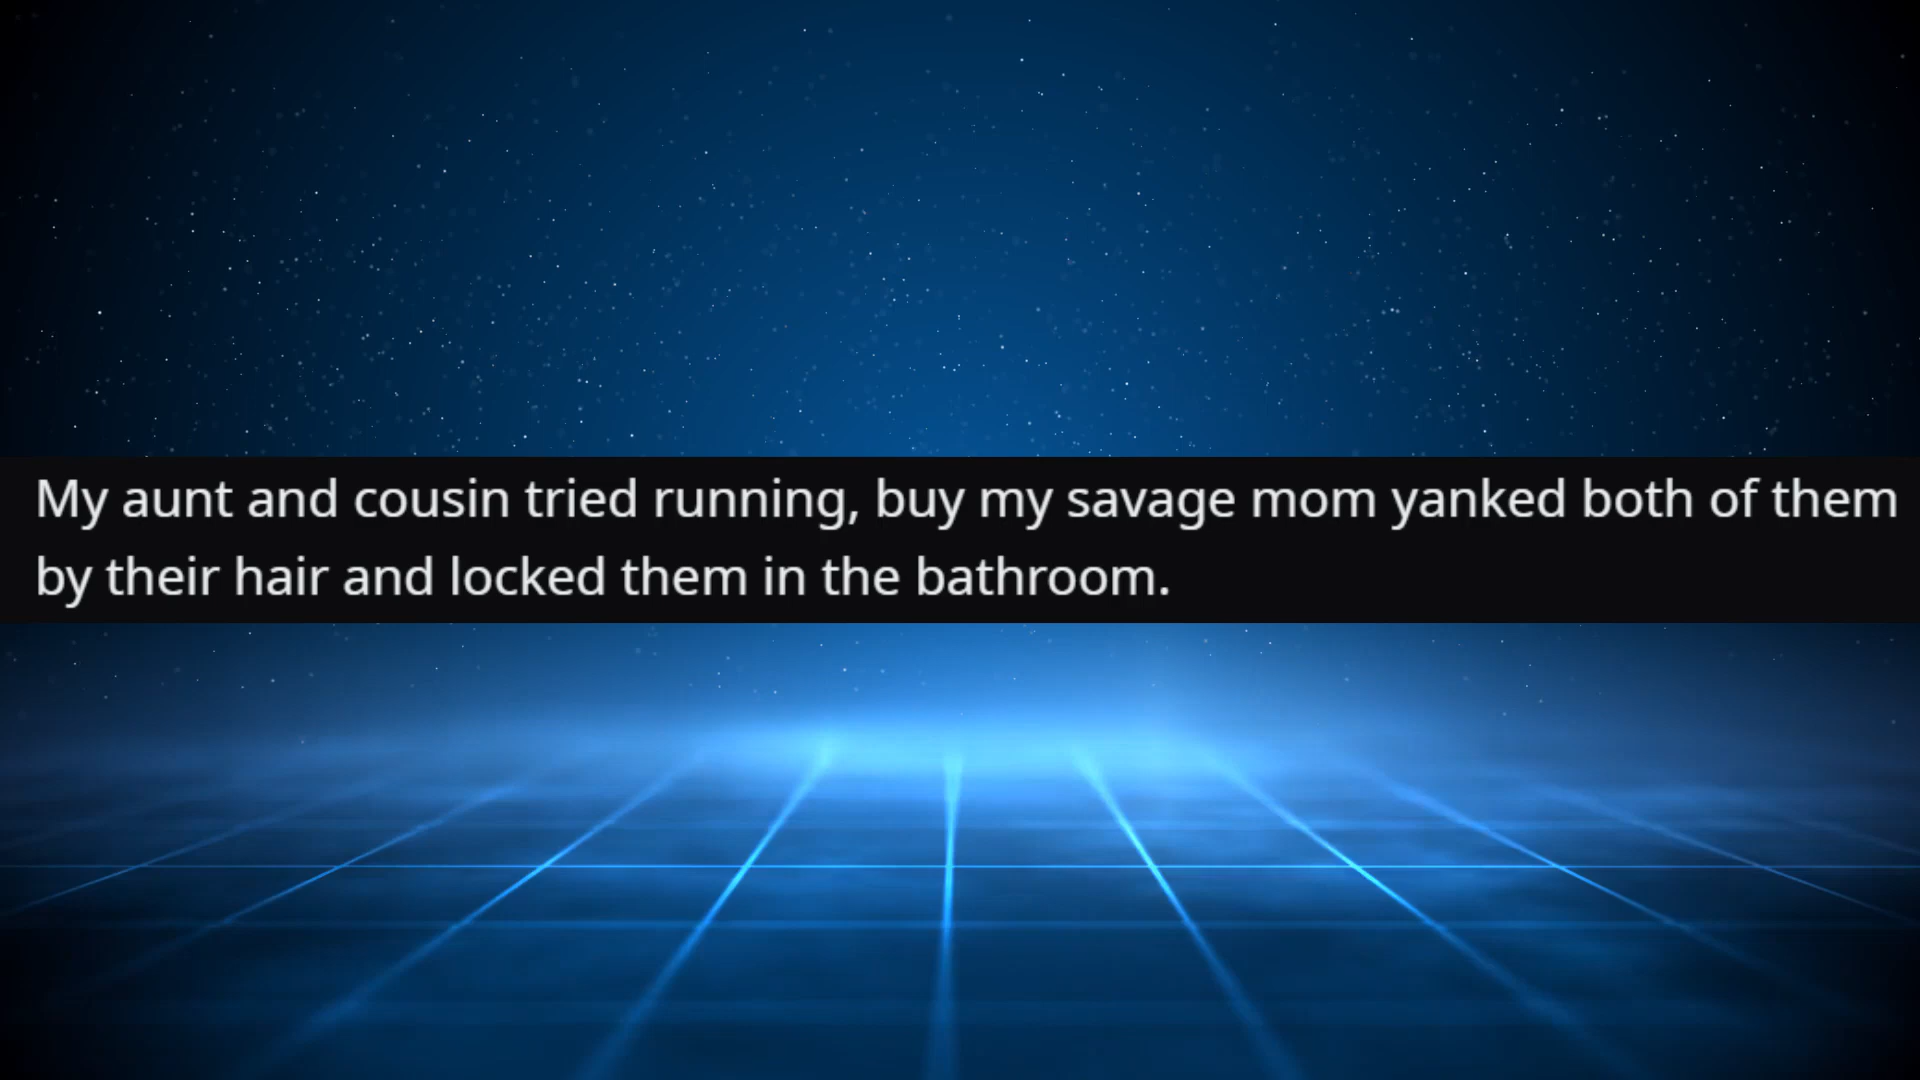 My aunt and cousin tried running, buy my savage mom yanked both of them
by their hair and locked them in the bathroom.